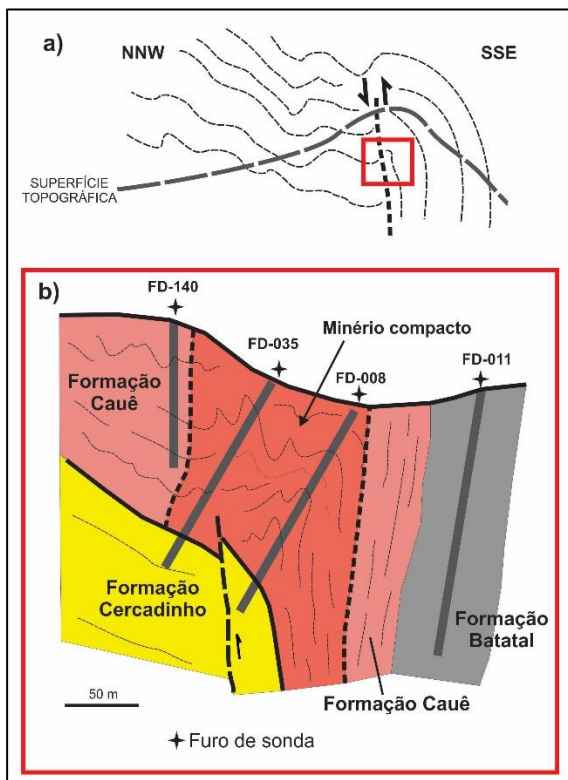 a)
NNW
SSE
SUPERFÍCIE
TOPOGRÁFICA
b)
FD-140
FD-035
Minério compacto
FD-008
FD-011
Formação
Cauê
Formação
Cercadinho
Formação
Batatal
Formação
Cauê
50 m
Furo de sonda